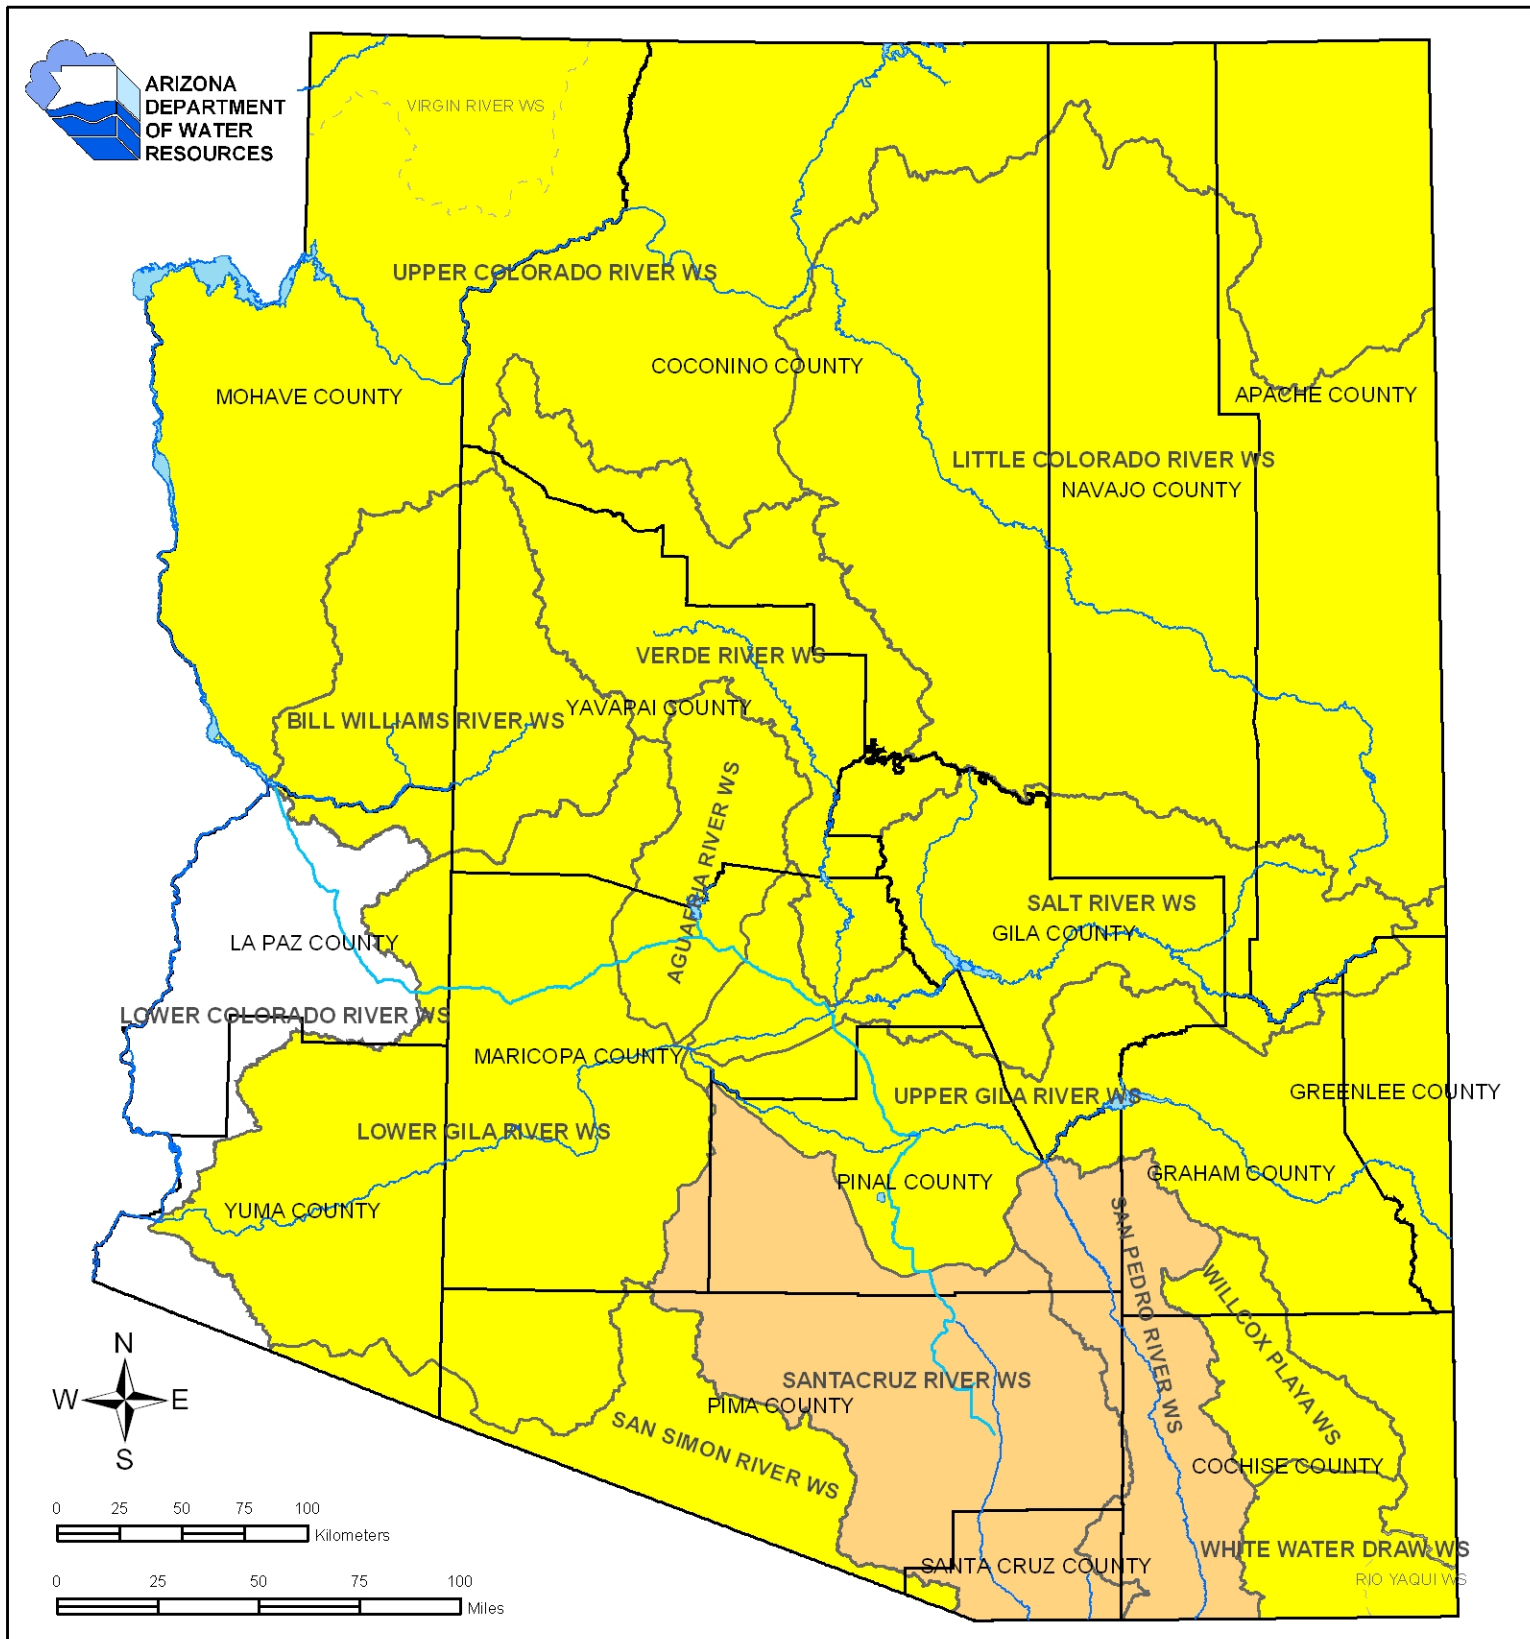 ARIZONA
DEPARTMENT
OF WATER
RESOURCES
VIRGIN RIVER WS
UPPER COLORADO RIVER WS
COCONINO COUNTY
MOHAVE COUNTY
APACHE COUNTY
LITTLE COLORADO RIVER WS
NAVAJO COUNTY
VERDE RIVER WS
YAVAPAI COUNTY
BILL WILLIAMS RIVER WS
AGUA FRIA RIVER WS
SALT RIVER WS
GILA COUNTY
LA PAZ COUNTY
LOWER COLORADO RIVER WS
MARICOPA COUNTY
UPPER GILA RIVER WS
GREENLEE COUNTY
LOWER GILA RIVER WS
GRAHAM COUNTY
PINAL COUNTY
YUMA COUNTY
SAN PEDRO RIVER WS
WILLCOX PLAYA WS
SANTACRUZ RIVER WS
PIMA COUNTY
SAN SIMON RIVER WS
COCHISE COUNTY
WHITE WATER DRAW WS
SANTA CRUZ COUNTY
RIO YAQUI WS
N
W E
S
0 25 50 75 100
Kilometers
0 25 50 75 100
Miles